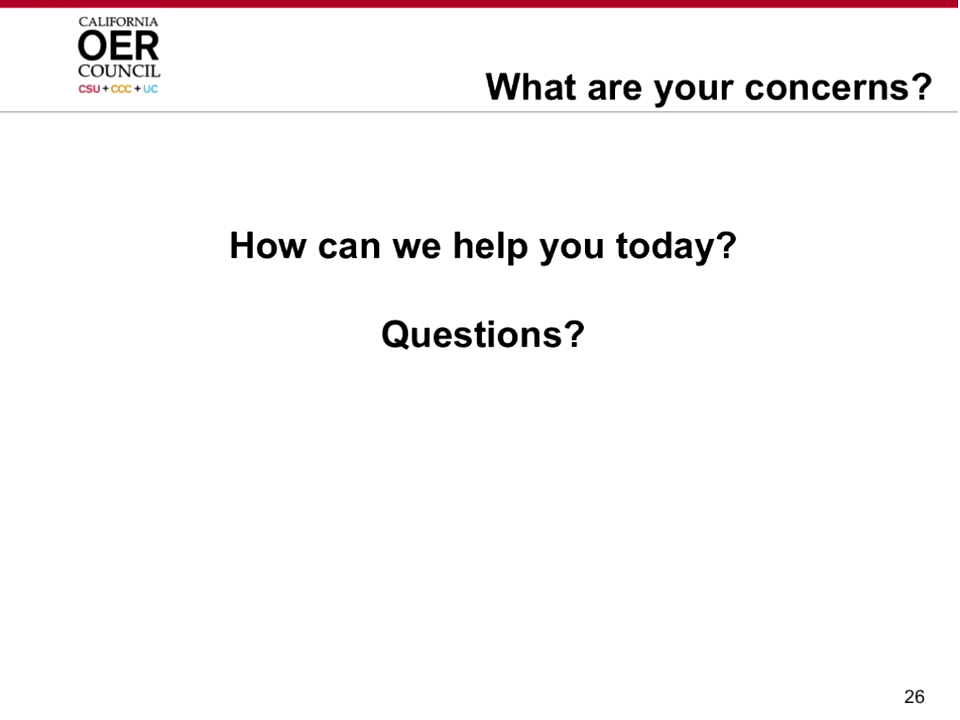 CALIFORNIA
OER
COUNCIL
CSU + CCC + UC
What are your concerns?
How can we help you today?
Questions?
26